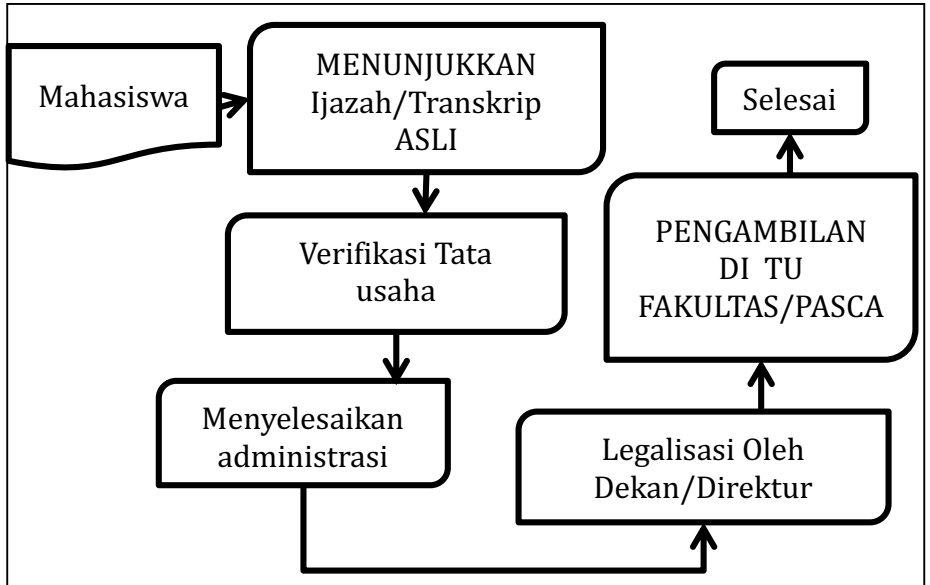 Mahasiswa
MENUNJUKKAN
Ijazah/Transkrip
ASLI
Verifikasi Tata
usaha
Menyelesaikan
administrasi
Legalisasi Oleh
Dekan/Direktur
PENGAMBILAN
DI TU
FAKULTAS/PASCA
Selesai